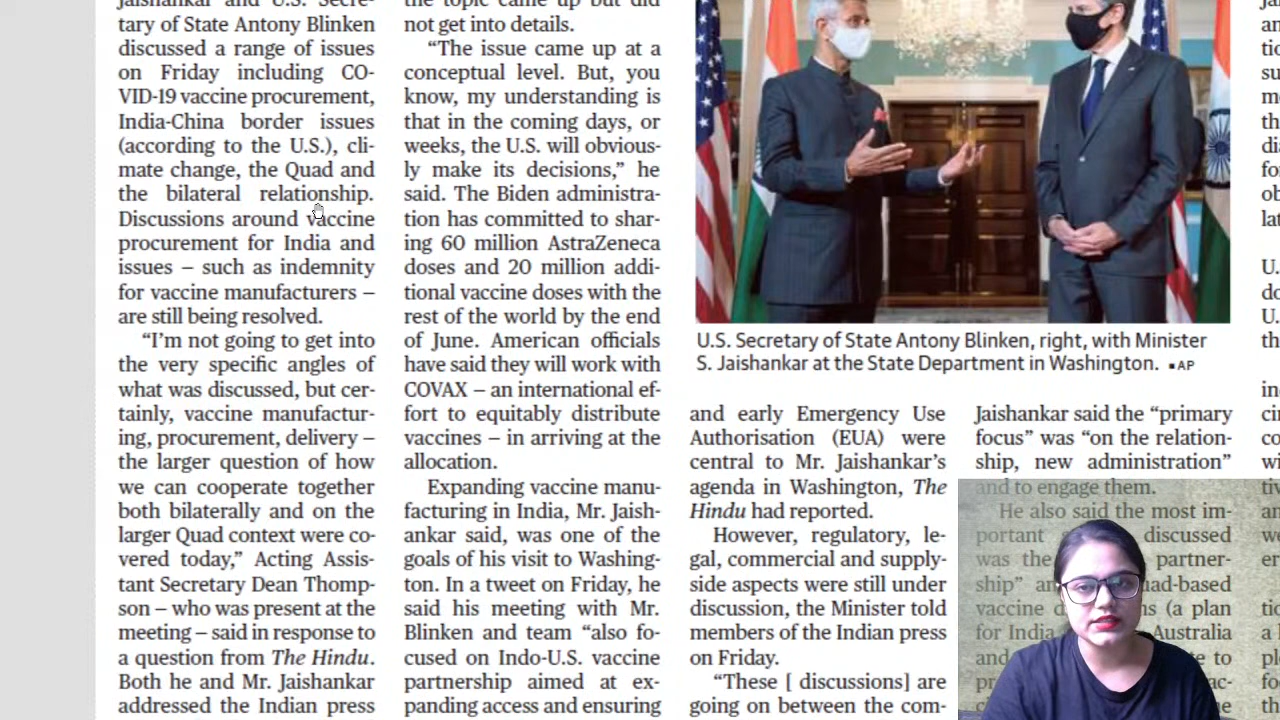 Jaishankar and U.S. Secre-
tary of State Antony Blinken
discussed a range of issues
on Friday including CO-
VID-19 vaccine procurement,
India-China border issues
(according to the U.S.), cli-
mate change, the Quad and
the bilateral relationship.
Discussions around vaccine
procurement for India and
issues – such as indemnity
for vaccine manufacturers –
are still being resolved.
“I’m not going to get into
the very specific angles of
what was discussed, but cer-
tainly, vaccine manufactur-
ing, procurement, delivery –
the larger question of how
we can cooperate together
both bilaterally and on the
larger Quad context were co-
vered today,” Acting Assis-
tant Secretary Dean Thomp-
son – who was present at the
meeting – said in response to
a question from The Hindu.
Both he and Mr. Jaishankar
addressed the Indian press
the topic came up but did
not get into details.
“The issue came up at a
conceptual level. But, you
know, my understanding is
that in the coming days, or
weeks, the U.S. will obvious-
ly make its decisions,” he
said. The Biden administra-
tion has committed to shar-
ing 60 million AstraZeneca
doses and 20 million addi-
tional vaccine doses with the
rest of the world by the end
of June. American officials
have said they will work with
COVAX – an international ef-
fort to equitably distribute
vaccines – in arriving at the
allocation.
Expanding vaccine manu-
facturing in India, Mr. Jaish-
ankar said, was one of the
goals of his visit to Washing-
ton. In a tweet on Friday, he
said his meeting with Mr.
Blinken and team “also fo-
cused on Indo-U.S. vaccine
partnership aimed at ex-
panding access and ensuring
U.S. Secretary of State Antony Blinken, right, with Minister
S. Jaishankar at the State Department in Washington. ▪AP
and early Emergency Use
Authorisation (EUA) were
central to Mr. Jaishankar’s
agenda in Washington, The
Hindu had reported.
However, regulatory, le-
gal, commercial and supply-
side aspects were still under
discussion, the Minister told
members of the Indian press
on Friday.
“These [ discussions] are
going on between the com-
Jaishankar said the “primary
focus” was “on the relation-
ship, new administration”
and to engage them.
He also said the most im-
portant discussed
was the partner-
ship”
vaccine
for India Australia
and to